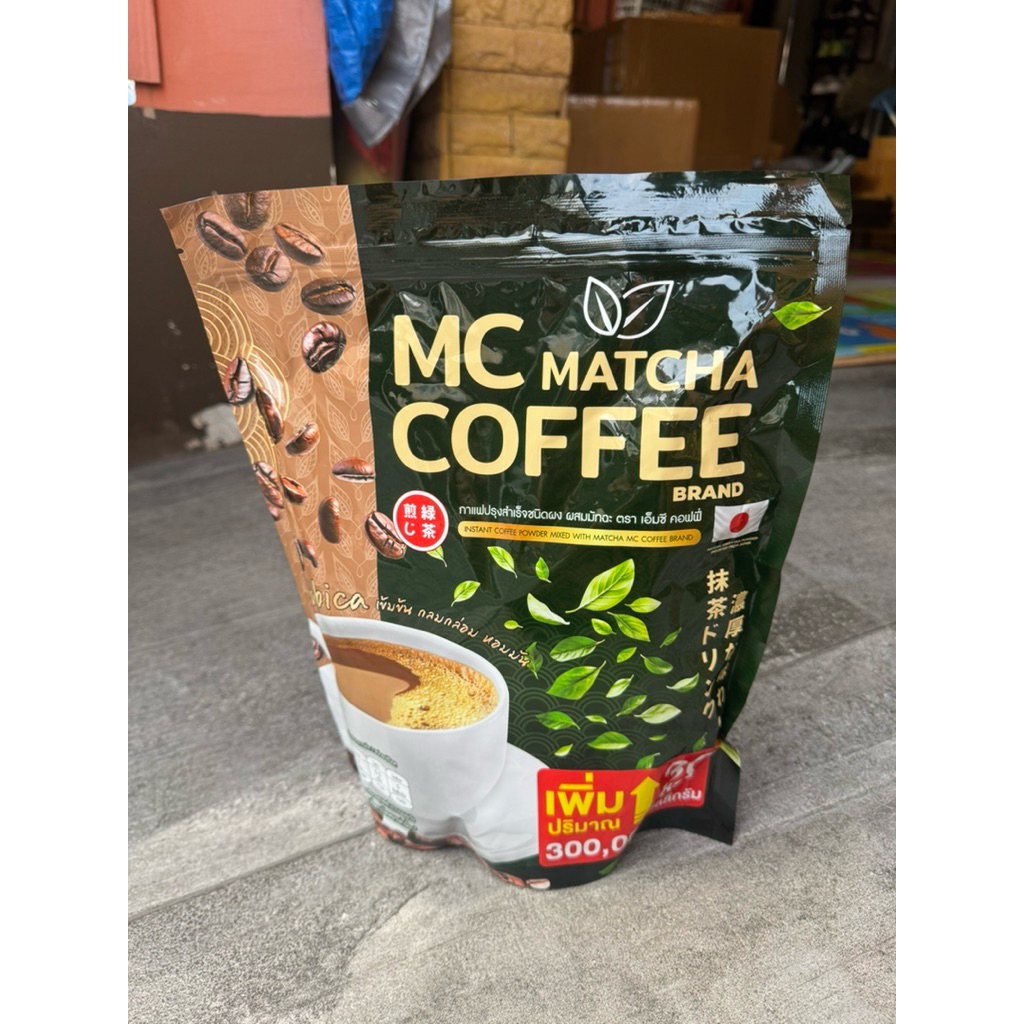 MC MATCHA
COFFEE
BRAND
緑茶
煎じ
กาแฟปรุงสำเร็จชนิดผง ผสมมัทฉะ ตรา เอ็มซี คอฟฟี่
INSTANT COFFEE POWDER MIXED WITH MATCHA MC COFFEE BRAND
เข้มข้น กลมกล่อม หอมมัน
濃厚
抹茶ドリンク
เพิ่ม
ปริมาณ
300,0